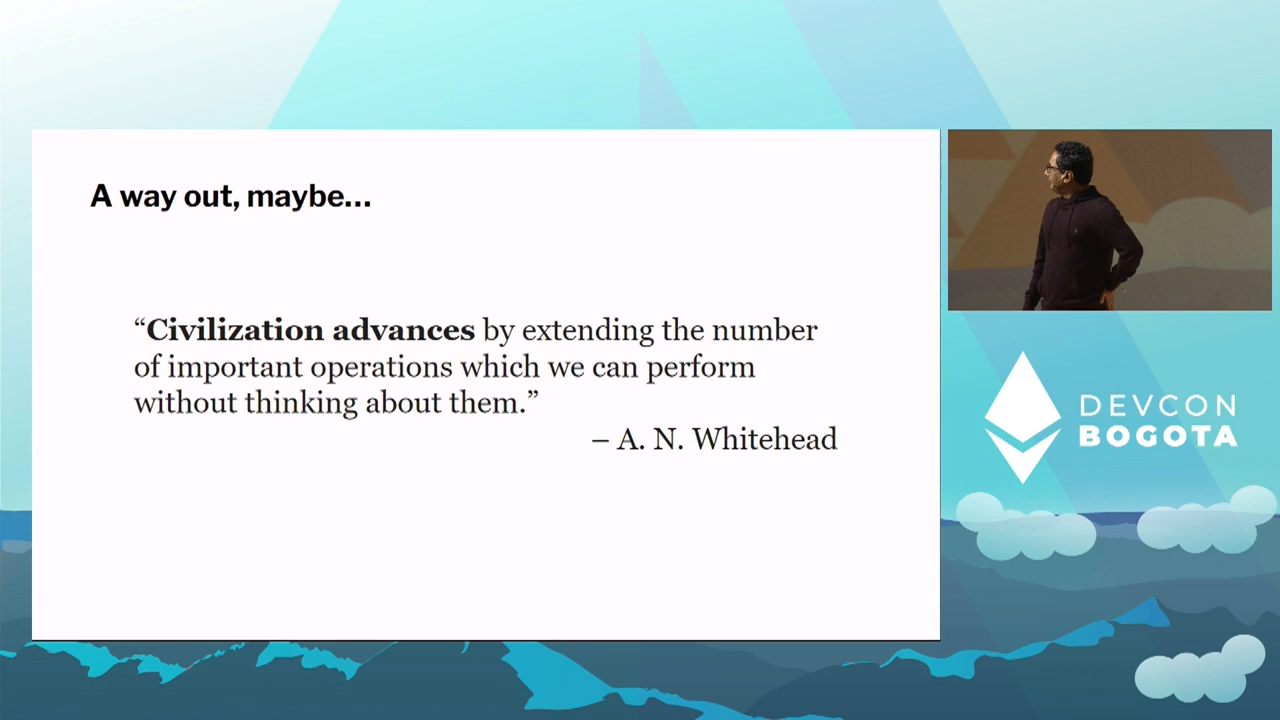 A way out, maybe...
“Civilization advances by extending the number
of important operations which we can perform
without thinking about them.”
– A. N. Whitehead
DEVCON
BOGOTA